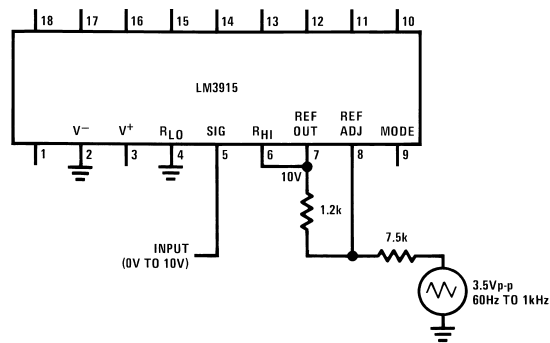 18 17 16 15 14 13 12 11 10
LM3915
REF REF
V− V+ RLO SIG RHI OUT ADJ MODE
1 2 3 4 5 6 7 8 9
10V
1.2k
INPUT
(0V TO 10V)
7.5k
3.5Vp-p
60Hz TO 1kHz